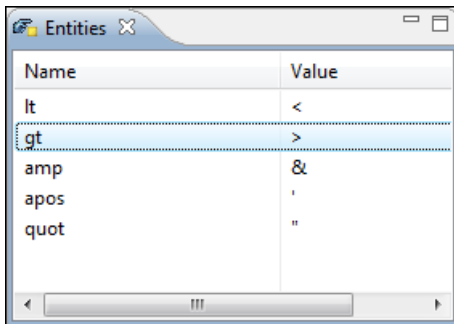 Entities
Name Value
lt <
gt >
amp &
apos '
quot "